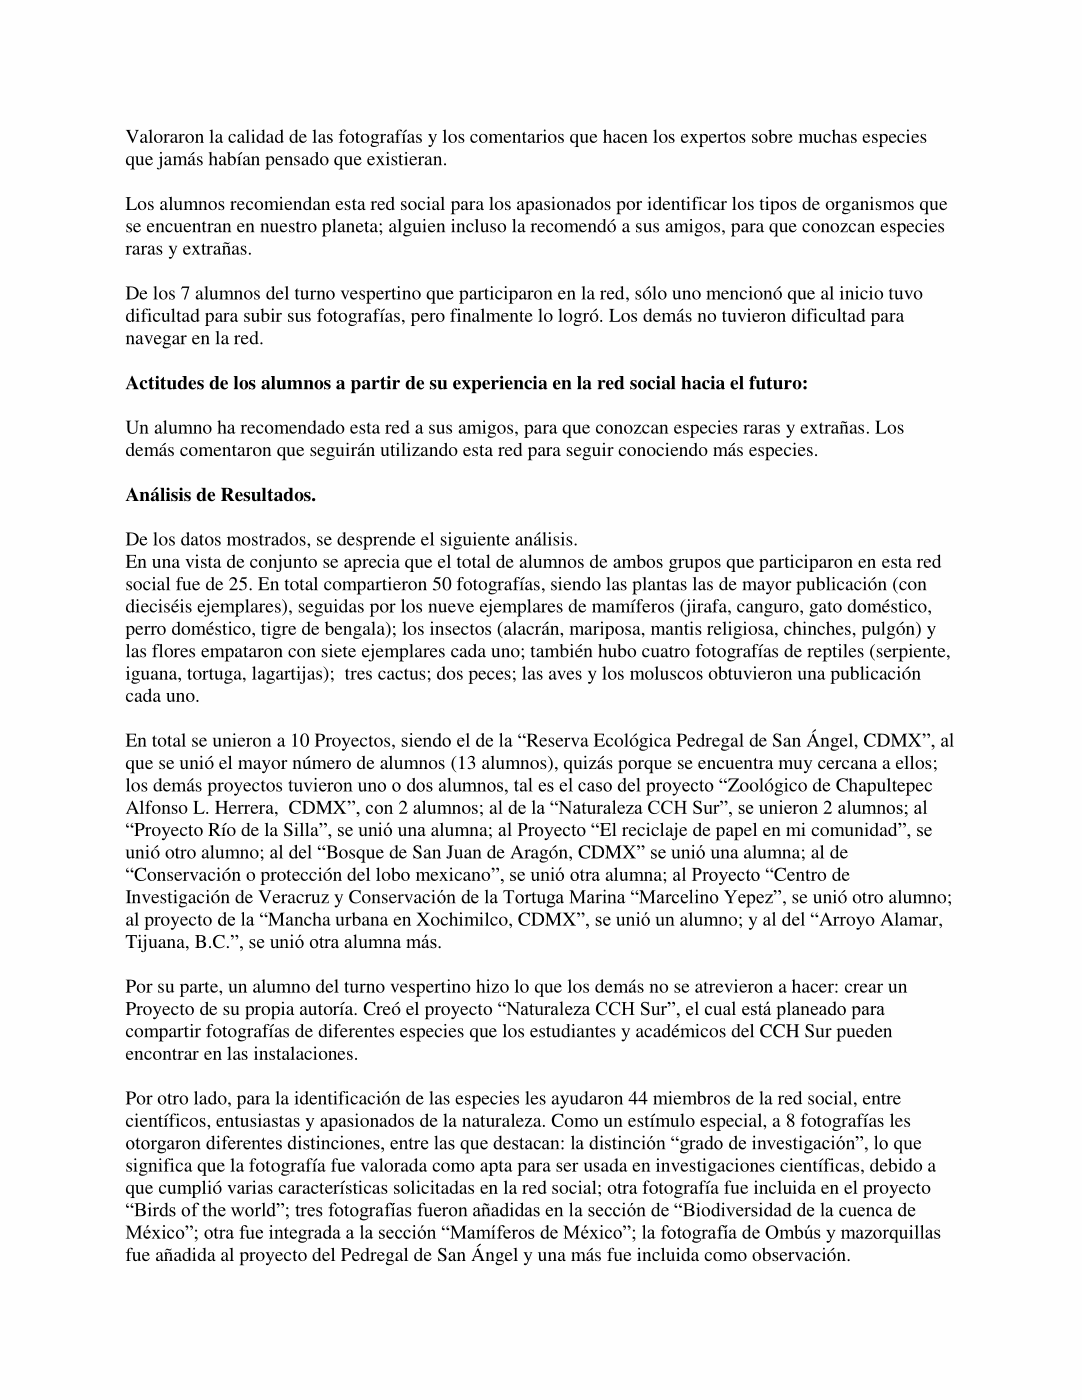 Valoraron la calidad de las fotografías y los comentarios que hacen los expertos sobre muchas especies
que jamás habían pensado que existieran.
Los alumnos recomiendan esta red social para los apasionados por identificar los tipos de organismos que
se encuentran en nuestro planeta; alguien incluso la recomendó a sus amigos, para que conozcan especies
raras y extrañas.
De los 7 alumnos del turno vespertino que participaron en la red, sólo uno mencionó que al inicio tuvo
dificultad para subir sus fotografías, pero finalmente lo logró. Los demás no tuvieron dificultad para
navegar en la red.
Actitudes de los alumnos a partir de su experiencia en la red social hacia el futuro:
Un alumno ha recomendado esta red a sus amigos, para que conozcan especies raras y extrañas. Los
demás comentaron que seguirán utilizando esta red para seguir conociendo más especies.
Análisis de Resultados.
De los datos mostrados, se desprende el siguiente análisis.
En una vista de conjunto se aprecia que el total de alumnos de ambos grupos que participaron en esta red
social fue de 25. En total compartieron 50 fotografías, siendo las plantas las de mayor publicación (con
dieciséis ejemplares), seguidas por los nueve ejemplares de mamíferos (jirafa, canguro, gato doméstico,
perro doméstico, tigre de bengala); los insectos (alacrán, mariposa, mantis religiosa, chinches, pulgón) y
las flores empataron con siete ejemplares cada uno; también hubo cuatro fotografías de reptiles (serpiente,
iguana, tortuga, lagartijas);  tres cactus; dos peces; las aves y los moluscos obtuvieron una publicación
cada uno.
En total se unieron a 10 Proyectos, siendo el de la “Reserva Ecológica Pedregal de San Ángel, CDMX”, al
que se unió el mayor número de alumnos (13 alumnos), quizás porque se encuentra muy cercana a ellos;
los demás proyectos tuvieron uno o dos alumnos, tal es el caso del proyecto “Zoológico de Chapultepec
Alfonso L. Herrera,  CDMX”, con 2 alumnos; al de la “Naturaleza CCH Sur”, se unieron 2 alumnos; al
“Proyecto Río de la Silla”, se unió una alumna; al Proyecto “El reciclaje de papel en mi comunidad”, se
unió otro alumno; al del “Bosque de San Juan de Aragón, CDMX” se unió una alumna; al de
“Conservación o protección del lobo mexicano”, se unió otra alumna; al Proyecto “Centro de
Investigación de Veracruz y Conservación de la Tortuga Marina “Marcelino Yepez”, se unió otro alumno;
al proyecto de la “Mancha urbana en Xochimilco, CDMX”, se unió un alumno; y al del “Arroyo Alamar,
Tijuana, B.C.”, se unió otra alumna más.
Por su parte, un alumno del turno vespertino hizo lo que los demás no se atrevieron a hacer: crear un
Proyecto de su propia autoría. Creó el proyecto “Naturaleza CCH Sur”, el cual está planeado para
compartir fotografías de diferentes especies que los estudiantes y académicos del CCH Sur pueden
encontrar en las instalaciones.
Por otro lado, para la identificación de las especies les ayudaron 44 miembros de la red social, entre
científicos, entusiastas y apasionados de la naturaleza. Como un estímulo especial, a 8 fotografías les
otorgaron diferentes distinciones, entre las que destacan: la distinción “grado de investigación”, lo que
significa que la fotografía fue valorada como apta para ser usada en investigaciones científicas, debido a
que cumplió varias características solicitadas en la red social; otra fotografía fue incluida en el proyecto
“Birds of the world”; tres fotografías fueron añadidas en la sección de “Biodiversidad de la cuenca de
México”; otra fue integrada a la sección “Mamíferos de México”; la fotografía de Ombús y mazorquillas
fue añadida al proyecto del Pedregal de San Ángel y una más fue incluida como observación.